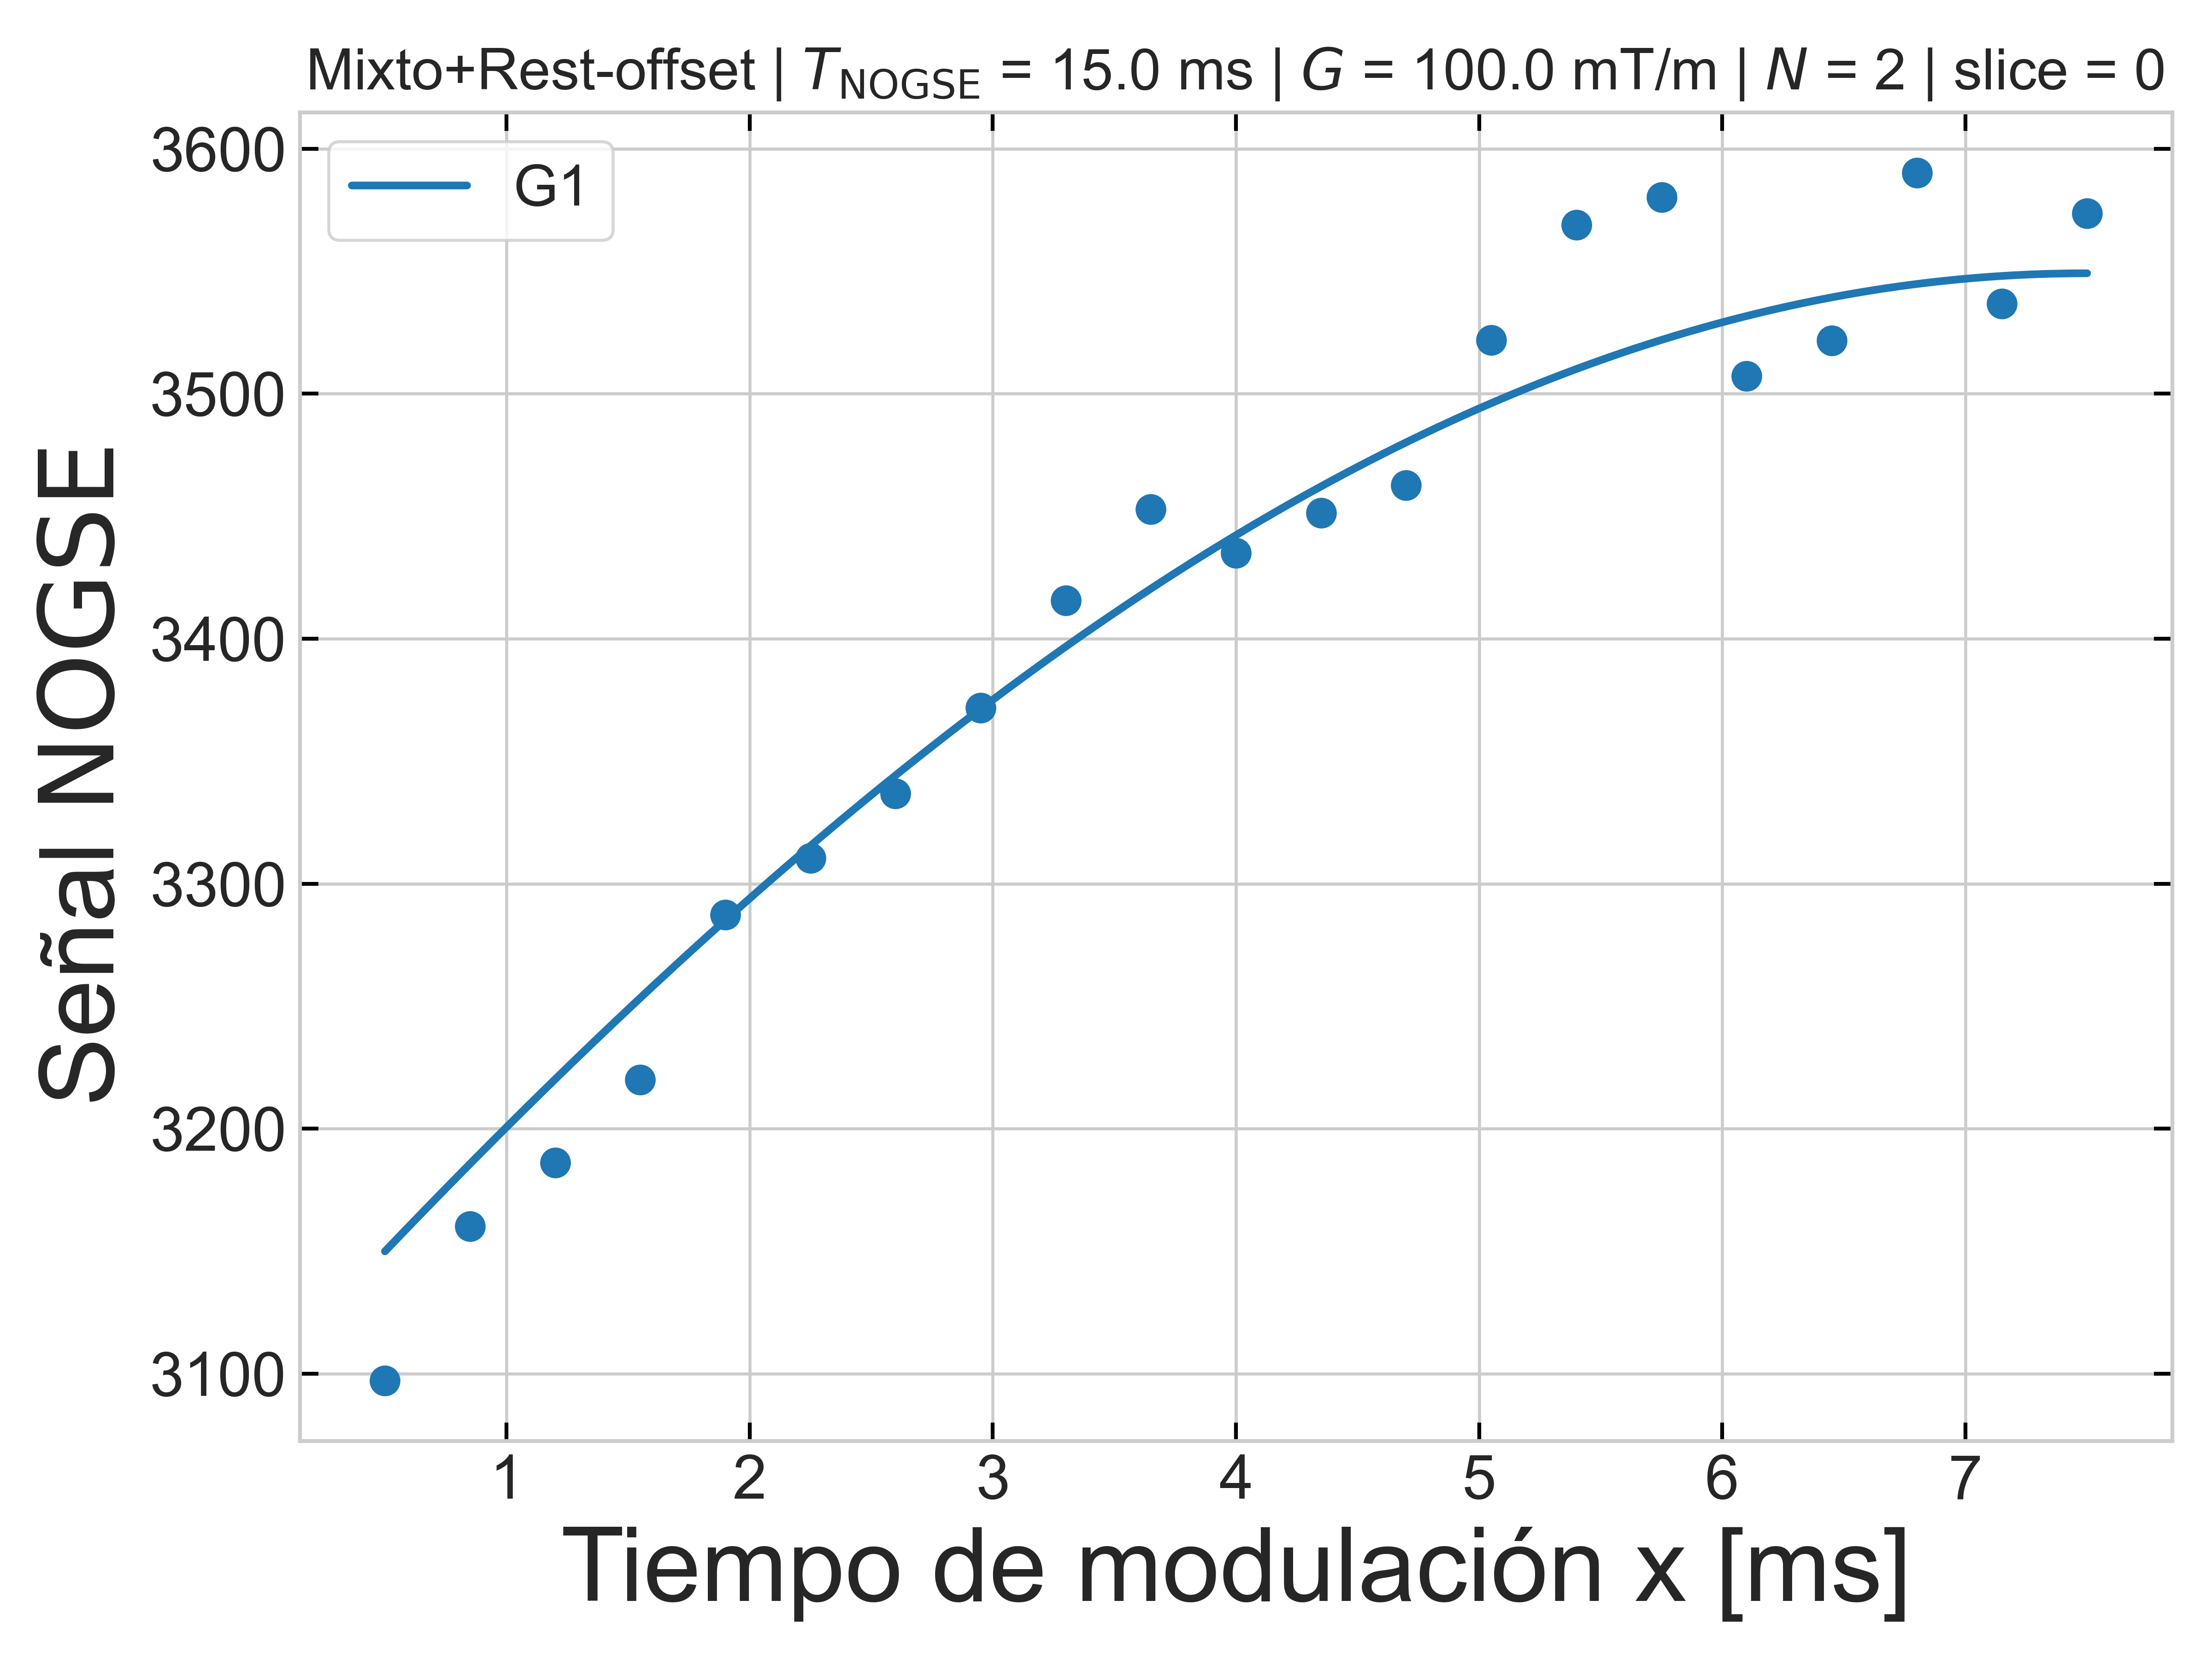 Mixto+Rest-offset | T_NOGSE = 15.0 ms | G = 100.0 mT/m | N = 2 | slice = 0
G1
3600
3500
3400
3300
3200
3100
Señal NOGSE
1 2 3 4 5 6 7
Tiempo de modulación x [ms]